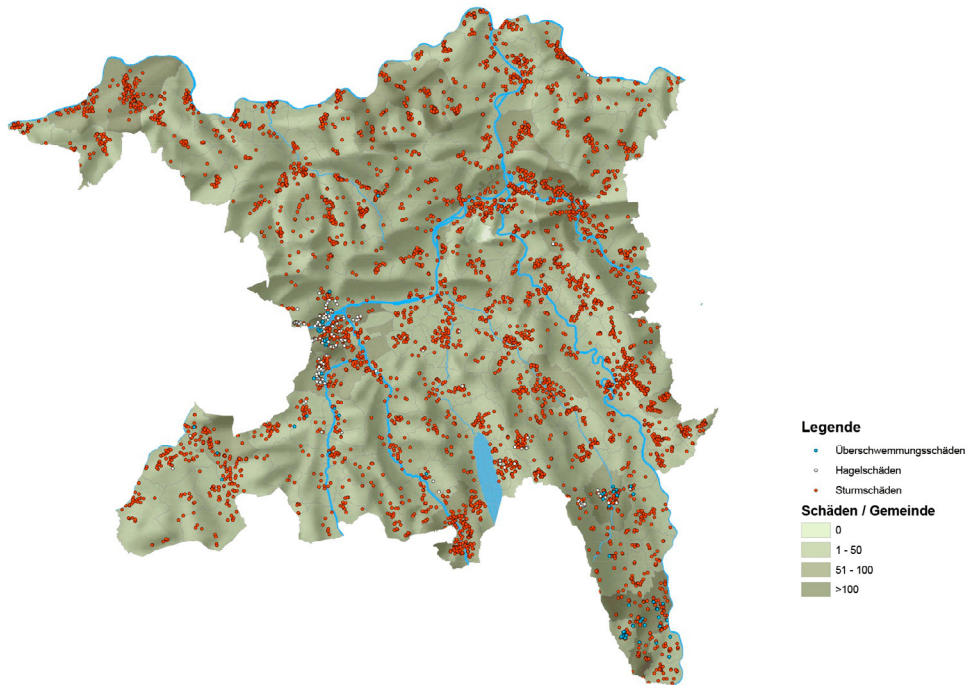 Legende
Überschwemmungsschäden
Hagelschäden
Sturmschäden
Schäden / Gemeinde
0
1 - 50
51 - 100
>100